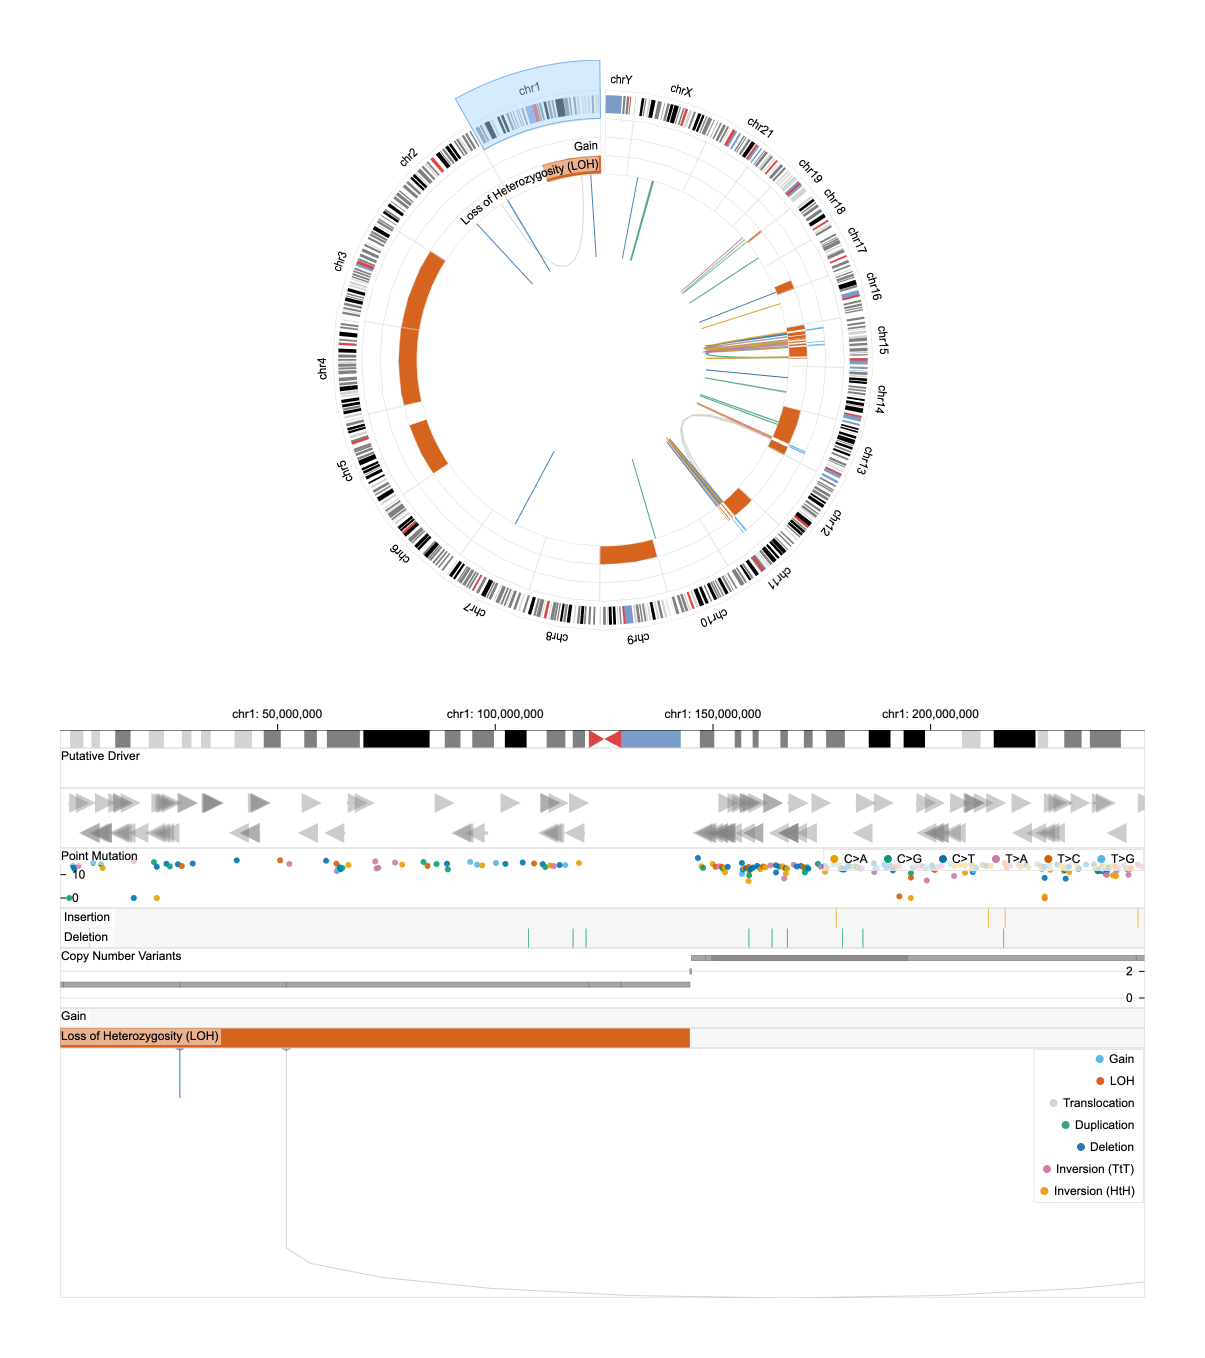 chr1
chrY
chrX
chr21
chr19
chr18
chr17
chr16
chr15
chr14
chr13
chr12
chr11
chr10
chr9
chr8
chr7
chr6
chr5
chr4
chr3
chr2
Gain
Loss of Heterozygosity (LOH)
chr1: 50,000,000
chr1: 100,000,000
chr1: 150,000,000
chr1: 200,000,000
Putative Driver
Point Mutation
C>A
C>G
C>T
T>A
T>C
T>G
10
0
Insertion
Deletion
Copy Number Variants
2
0
Gain
Loss of Heterozygosity (LOH)
Gain
LOH
Translocation
Duplication
Deletion
Inversion (TtT)
Inversion (HtH)